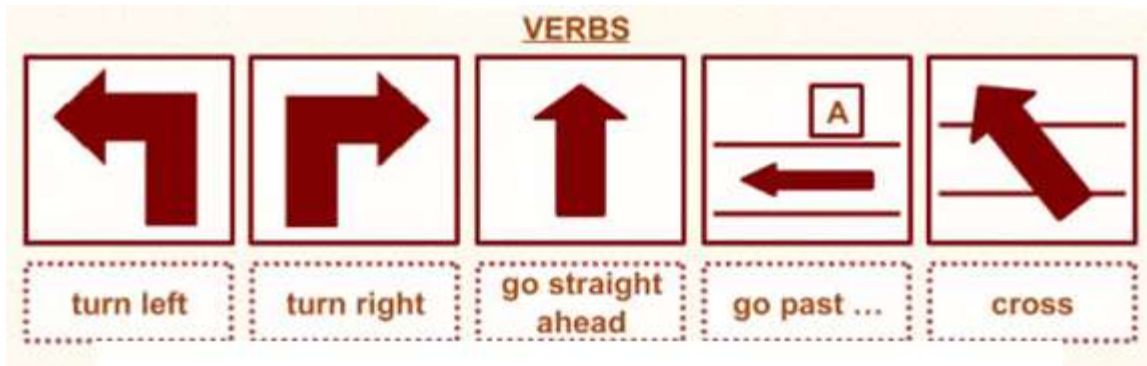 VERBS
A
turn left
turn right
go straight
ahead
go past ...
cross